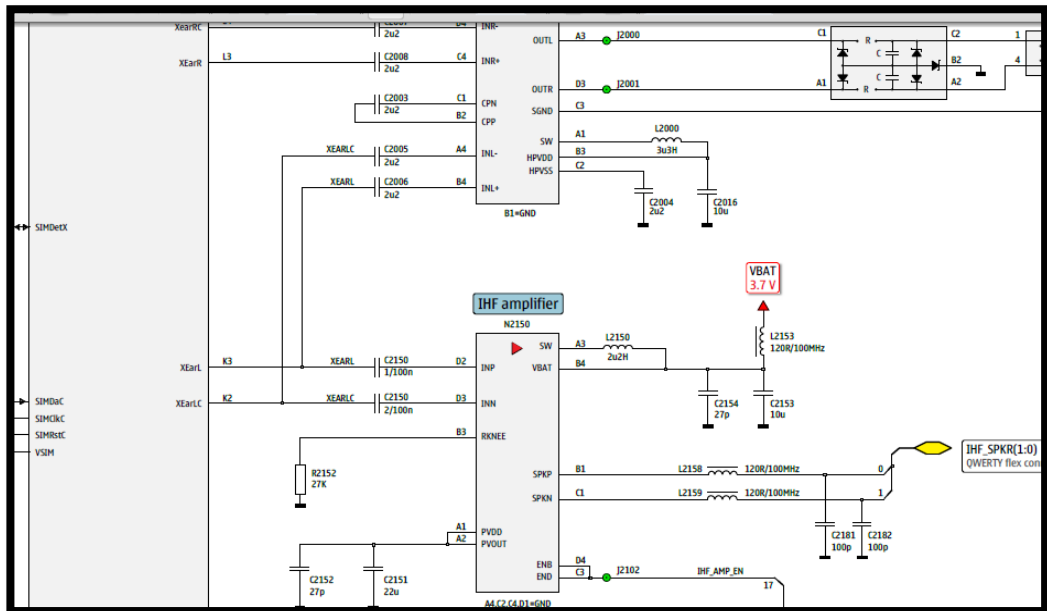 XearRC
2u2
INR-
OUTL
A3
J2000
C1
R
C2
1
XEarR
L3
C2008
2u2
C4
INR+
C
B2
C
4
OUTR
D3
J2001
A1
R
A2
C2003
2u2
C1
CPN
B2
CPP
SGND
C3
SW
A1
L2000
3u3H
XEARLC
C2005
2u2
A4
INL-
HPVDD
B3
HPVSS
C2
XEARL
C2006
2u2
B4
INL+
C2004
2u2
C2016
10u
B1=GND
SIMDetX
VBAT
3.7 V
IHF amplifier
N2150
L2153
120R/100MHz
SW
A3
L2150
2u2H
XEarL
K3
XEARL
C2150
1/100n
D2
INP
VBAT
B4
SIMDaC
XEarLC
K2
XEARLC
C2150
2/100n
D3
INN
C2154
27p
C2153
10u
SIMClkC
SIMRstC
VSIM
B3
RKNEE
IHF_SPKR(1:0)
QWERTY flex con
R2152
27K
SPKP
B1
L2158
120R/100MHz
0
SPKN
C1
L2159
120R/100MHz
1
A1
PVDD
A2
PVOUT
C2181
100p
C2182
100p
C2152
27p
C2151
22u
ENB
D4
END
C3
J2102
IHF_AMP_EN
17
A4,C2,C4,D1=GND